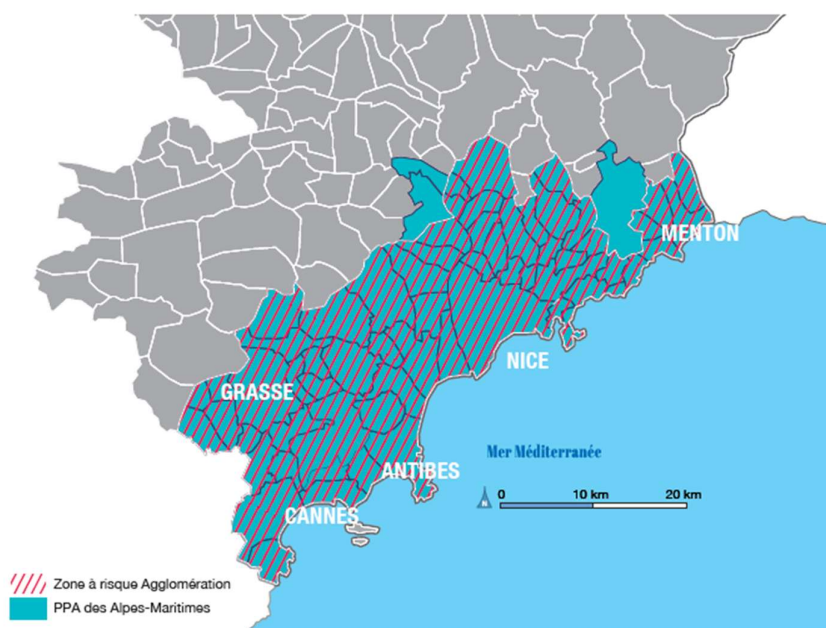 MENTON
NICE
GRASSE
Mer Méditerranée
ANTIBES
0 10 km 20 km
N
CANNES
Zone à risque Agglomération
PPA des Alpes-Maritimes